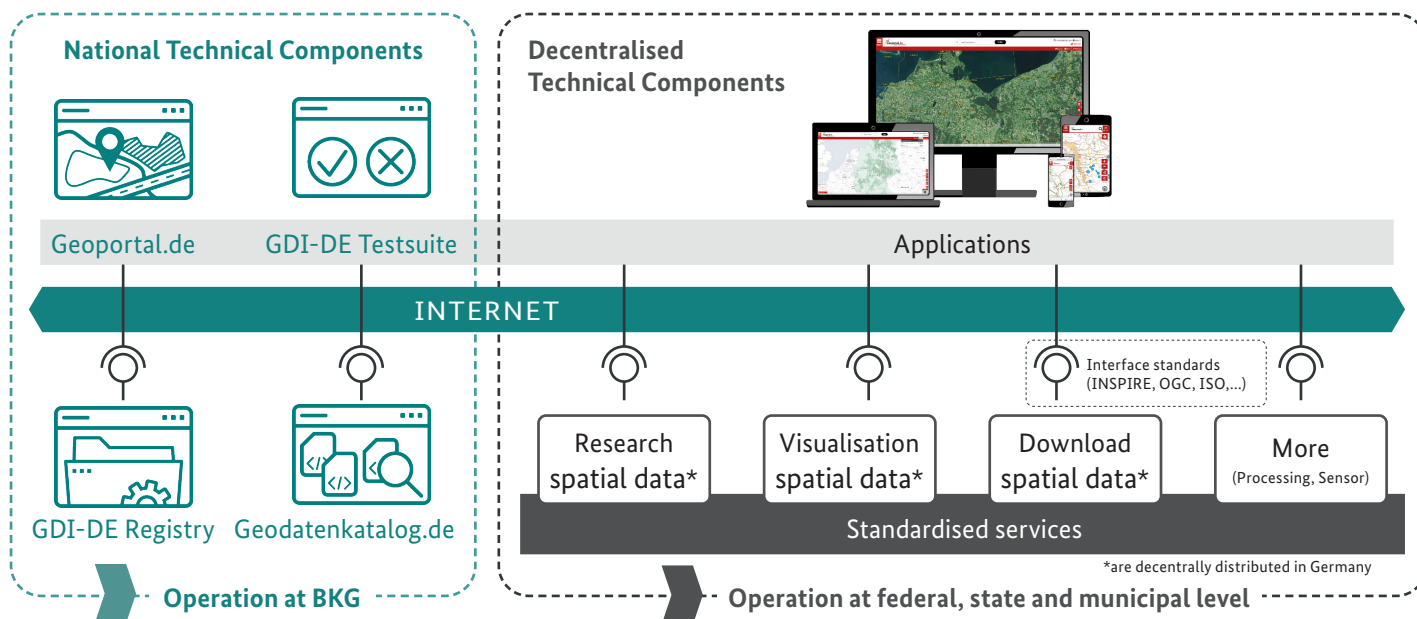 National Technical Components
Geoportal.de
GDI-DE Testsuite
Decentralised
Technical Components
Applications
INTERNET
GDI-DE Registry
Geodatenkatalog.de
Interface standards
(INSPIRE, OGC, ISO,...)
Research
spatial data*
Visualisation
spatial data*
Download
spatial data*
More
(Processing, Sensor)
Standardised services
*are decentrally distributed in Germany
Operation at BKG
Operation at federal, state and municipal level